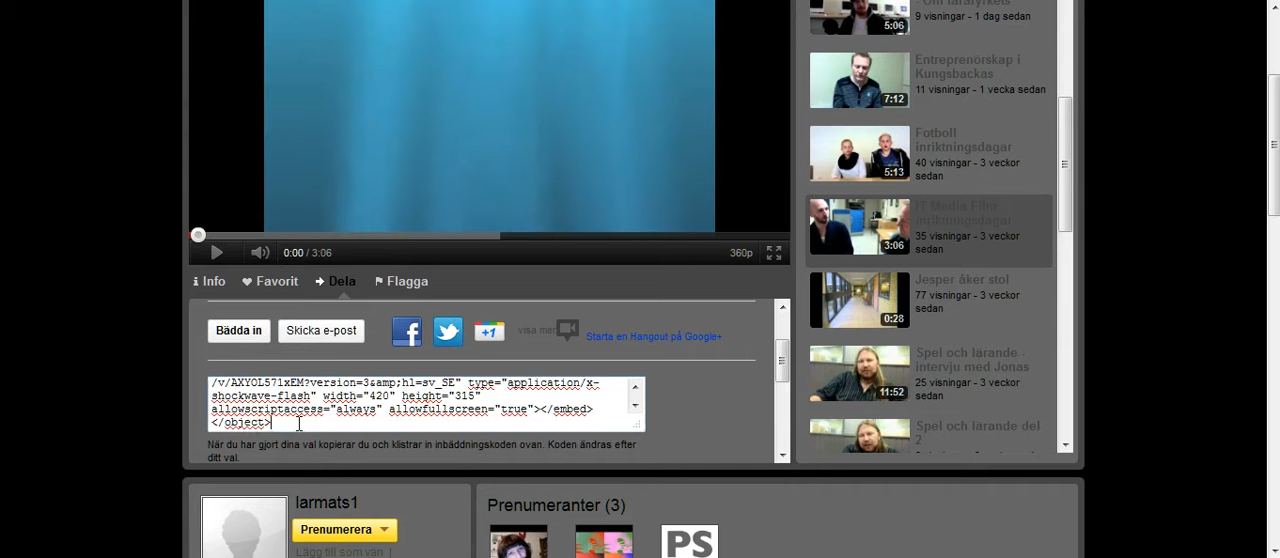 0:00 / 3:06
360p
Info
Favorit
Dela
Flagga
Bädda in
Skicka e-post
+1
visa mer
Starta en Hangout på Google+
/v/AXYOL571xEM?version=3&amp;hl=sv_SE" type="application/x-
shockwave-flash" width="420" height="315"
allowscriptaccess="always" allowfullscreen="true"></embed>
</object>
När du har gjort dina val kopierar du och klistrar in inbäddningskoden ovan. Koden ändras efter
ditt val.
larmats1
Prenumerera
Lägg till som vän
Prenumeranter (3)
PS
5:06
9 visningar - 1 dag sedan
7:12
Entreprenörskap i
Kungsbackas
11 visningar - 1 vecka sedan
5:13
Fotboll
inriktningsdagar
40 visningar - 3 veckor
sedan
3:06
IT Media Film
inriktningsdagar
35 visningar - 3 veckor
sedan
0:28
Jesper åker stol
77 visningar - 3 veckor
sedan
11:52
Spel och lärande -
intervju med Jonas
25 visningar - 3 veckor
sedan
Spel och lärande del
2